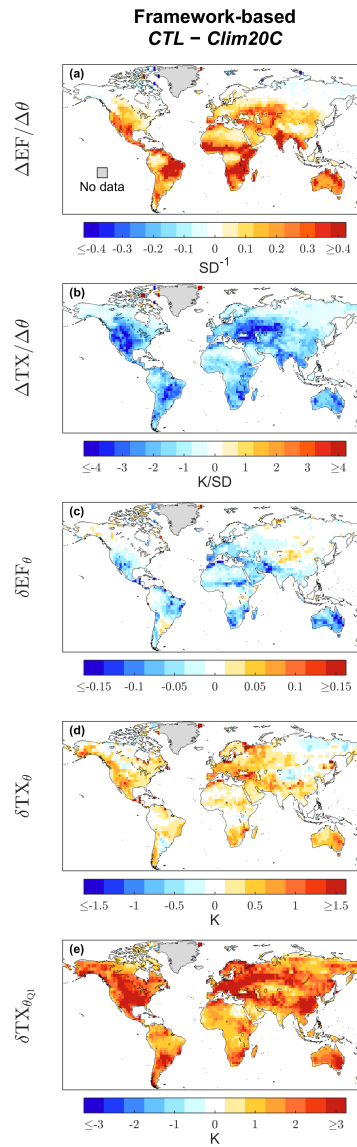 Framework-based
CTL − Clim20C
(a)
ΔEF/Δθ
No data
≤-0.4 -0.3 -0.2 -0.1 0 0.1 0.2 0.3 ≥0.4
SD⁻¹
(b)
ΔTX/Δθ
≤-4 -3 -2 -1 0 1 2 3 ≥4
K/SD
(c)
δEF_θ
≤-0.15 -0.1 -0.05 0 0.05 0.1 ≥0.15
(d)
δTX_θ
≤-1.5 -1 -0.5 0 0.5 1 ≥1.5
K
(e)
δTX_θ_Q1
≤-3 -2 -1 0 1 2 ≥3
K